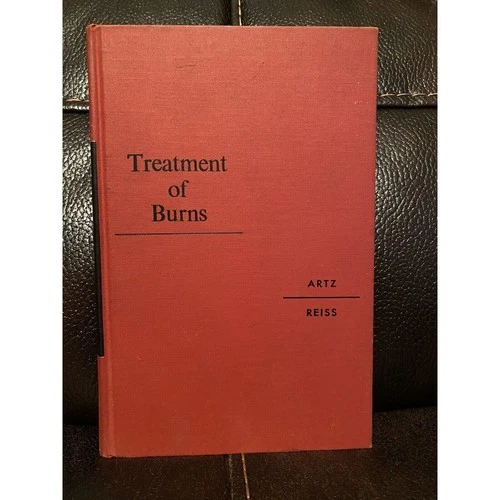 Treatment
of
Burns
ARTZ
REISS